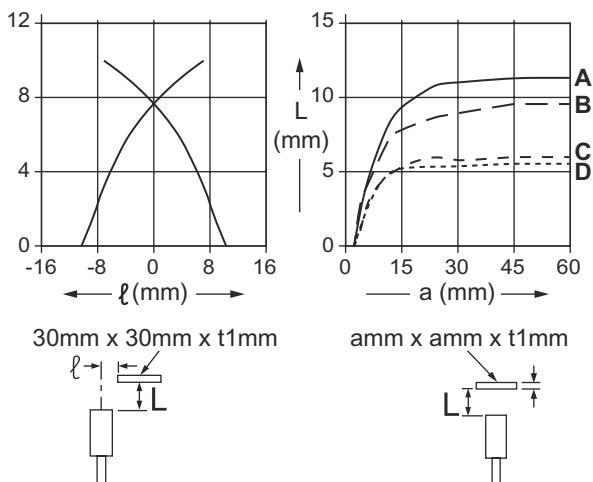 12
8
4
0
-16 -8 0 8 16
ℓ (mm)
L
(mm)
15
10
5
0
0 15 30 45 60
a (mm)
A
B
C
D
30mm x 30mm x t1mm
ℓ
L
amm x amm x t1mm
L